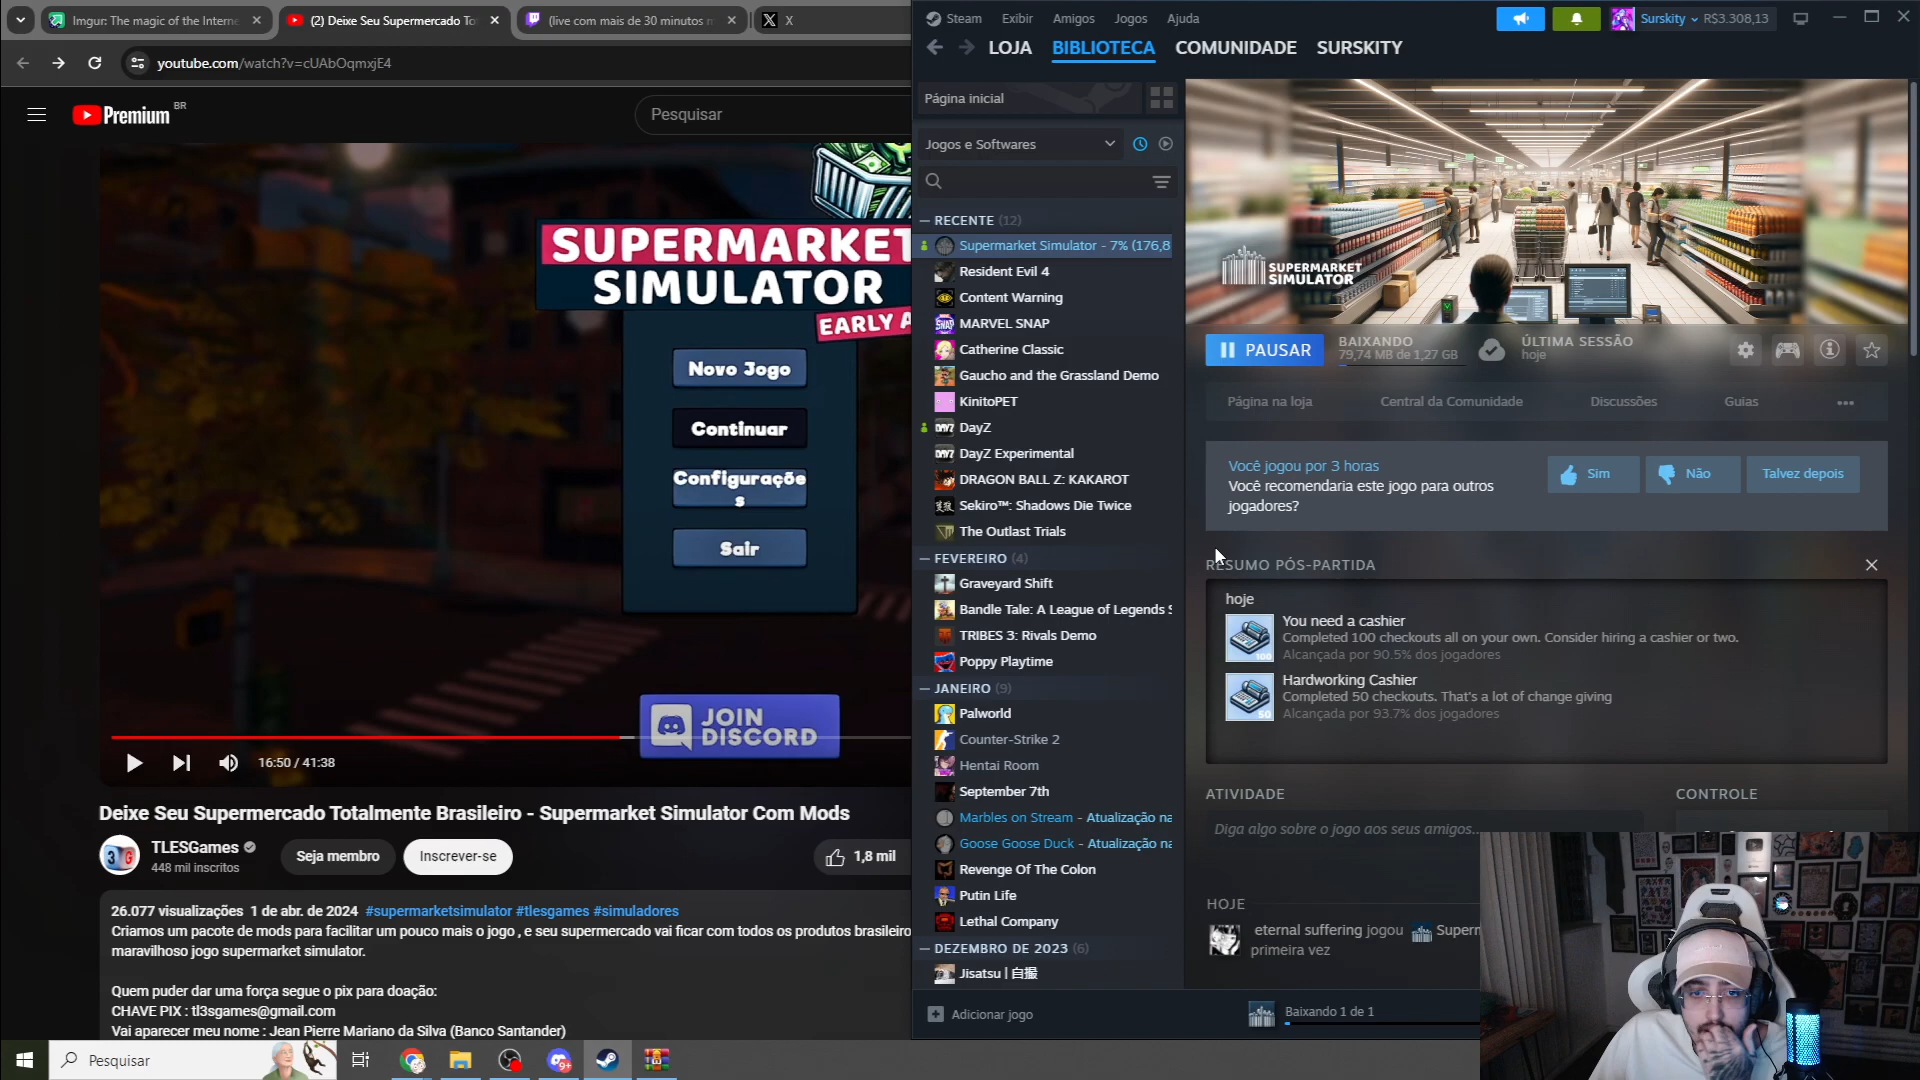 Imgur: The magic of the Interne
(2) Deixe Seu Supermercado To
(live com mais de 30 minutos m
X
youtube.com/watch?v=cUAbOqmxjE4
Premium BR
Pesquisar
SUPERMARKET
SIMULATOR
EARLY A
Novo Jogo
Continuar
Configuraçõe
s
Sair
JOIN
DISCORD
16:50 / 41:38
Deixe Seu Supermercado Totalmente Brasileiro - Supermarket Simulator Com Mods
TLESGames
448 mil inscritos
Seja membro
Inscrever-se
1,8 mil
26.077 visualizações 1 de abr. de 2024 #supermarketsimulator #tlesgames #simuladores
Criamos um pacote de mods para facilitar um pouco mais o jogo , e seu supermercado vai ficar com todos os produtos brasileiro
maravilhoso jogo supermarket simulator.
Quem puder dar uma força segue o pix para doação:
CHAVE PIX : tl3sgames@gmail.com
Vai aparecer meu nome : Jean Pierre Mariano da Silva (Banco Santander)
Pesquisar
Steam
Exibir
Amigos
Jogos
Ajuda
Surskity
R$3.308,13
LOJA
BIBLIOTECA
COMUNIDADE
SURSKITY
Página inicial
Jogos e Softwares
— RECENTE (12)
Supermarket Simulator - 7% (176,8
Resident Evil 4
Content Warning
MARVEL SNAP
Catherine Classic
Gaucho and the Grassland Demo
KinitoPET
DayZ
DayZ Experimental
DRAGON BALL Z: KAKAROT
Sekiro™: Shadows Die Twice
The Outlast Trials
— FEVEREIRO (4)
Graveyard Shift
Bandle Tale: A League of Legends S
TRIBES 3: Rivals Demo
Poppy Playtime
— JANEIRO (9)
Palworld
Counter-Strike 2
Hentai Room
September 7th
Marbles on Stream - Atualização na
Goose Goose Duck - Atualização na
Revenge Of The Colon
Putin Life
Lethal Company
— DEZEMBRO DE 2023 (6)
Jisatsu | 自撮
Adicionar jogo
SUPERMARKET
SIMULATOR
PAUSAR
BAIXANDO
79,74 MB de 1,27 GB
ÚLTIMA SESSÃO
hoje
Página na loja
Central da Comunidade
Discussões
Guias
Você jogou por 3 horas
Você recomendaria este jogo para outros
jogadores?
Sim
Não
Talvez depois
RESUMO PÓS-PARTIDA
hoje
You need a cashier
Completed 100 checkouts all on your own. Consider hiring a cashier or two.
Alcançada por 90.5% dos jogadores
Hardworking Cashier
Completed 50 checkouts. That's a lot of change giving
Alcançada por 93.7% dos jogadores
ATIVIDADE
CONTROLE
Diga algo sobre o jogo aos seus amigos...
HOJE
eternal suffering jogou Superm
primeira vez
Baixando 1 de 1